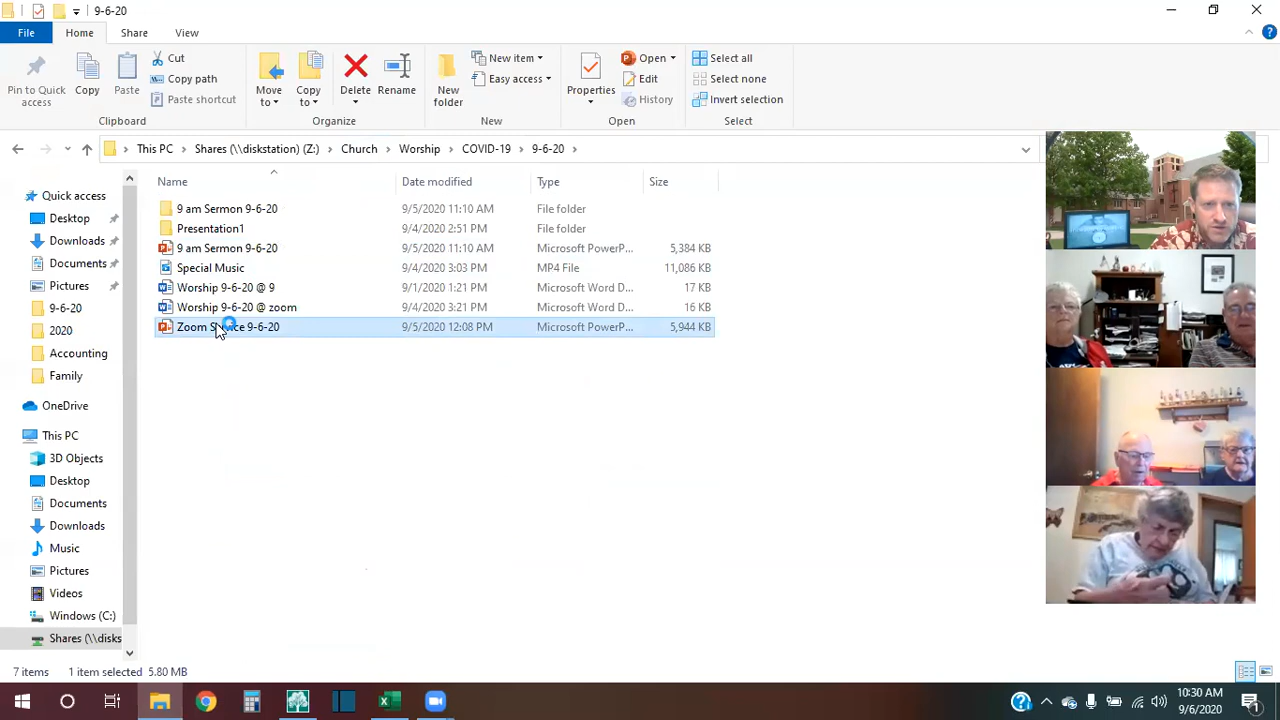 9-6-20
File Home Share View
Pin to Quick access
Copy
Paste
Cut
Copy path
Paste shortcut
Clipboard
Move to
Copy to
Delete
Rename
Organize
New folder
New item
Easy access
New
Properties
Open
Edit
History
Open
Select all
Select none
Invert selection
Select
This PC > Shares (\\diskstation) (Z:) > Church > Worship > COVID-19 > 9-6-20 >
Name Date modified Type Size
9 am Sermon 9-6-20 9/5/2020 11:10 AM File folder
Presentation1 9/4/2020 2:51 PM File folder
9 am Sermon 9-6-20 9/5/2020 11:10 AM Microsoft PowerP... 5,384 KB
Special Music 9/4/2020 3:03 PM MP4 File 11,086 KB
Worship 9-6-20 @ 9 9/1/2020 1:21 PM Microsoft Word D... 17 KB
Worship 9-6-20 @ zoom 9/4/2020 3:21 PM Microsoft Word D... 16 KB
Zoom 9-6-20 9/5/2020 12:08 PM Microsoft PowerP... 5,944 KB
Quick access
Desktop
Downloads
Documents
Pictures
9-6-20
2020
Accounting
Family
OneDrive
This PC
3D Objects
Desktop
Documents
Downloads
Music
Pictures
Videos
Windows (C:)
Shares (\\disks
7 items 1 item selected 5.80 MB
10:30 AM
9/6/2020